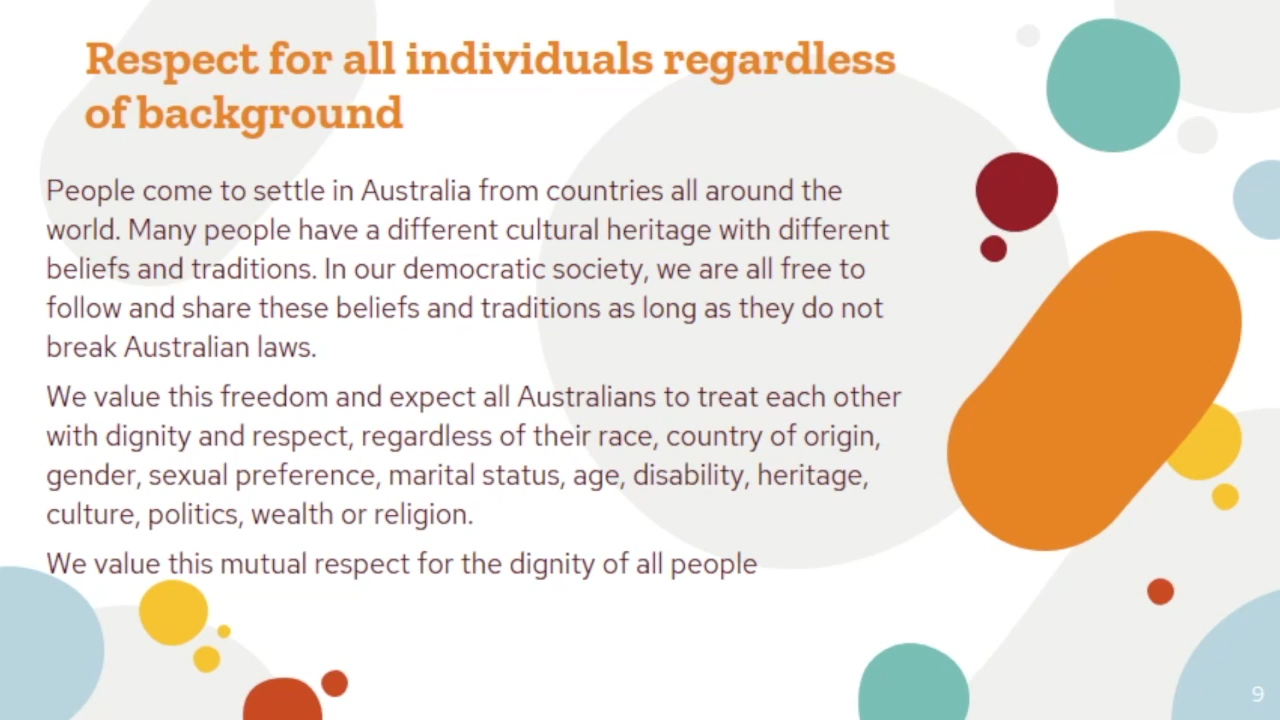 Respect for all individuals regardless
of background
People come to settle in Australia from countries all around the
world. Many people have a different cultural heritage with different
beliefs and traditions. In our democratic society, we are all free to
follow and share these beliefs and traditions as long as they do not
break Australian laws.
We value this freedom and expect all Australians to treat each other
with dignity and respect, regardless of their race, country of origin,
gender, sexual preference, marital status, age, disability, heritage,
culture, politics, wealth or religion.
We value this mutual respect for the dignity of all people
9